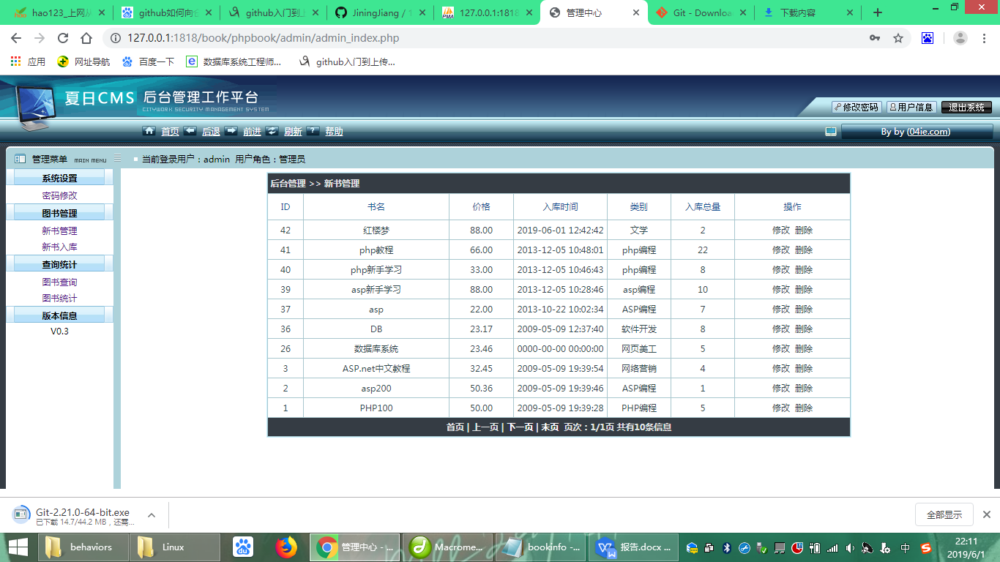 hao123_上网从
github如何向仓
github入门到上
JiningJiang / 1
127.0.0.1:1818
管理中心
Git - Downloa
下载内容
127.0.0.1:1818/book/phpbook/admin/admin_index.php
应用
网址导航
百度一下
数据库系统工程师...
github入门到上传...
夏日CMS 后台管理工作平台
CITYWORK SECURITY MANAGEMENT SYSTEM
修改密码 用户信息 退出系统
首页 后退 前进 刷新 帮助
By by (04ie.com)
管理菜单 MAIN MENU
当前登录用户：admin 用户角色：管理员
系统设置
密码修改
图书管理
新书管理
新书入库
查询统计
图书查询
图书统计
版本信息
V0.3
后台管理 >> 新书管理
ID 书名 价格 入库时间 类别 入库总量 操作
42 红楼梦 88.00 2019-06-01 12:42:42 文学 2 修改 删除
41 php教程 66.00 2013-12-05 10:48:01 php编程 22 修改 删除
40 php新手学习 33.00 2013-12-05 10:46:43 php编程 8 修改 删除
39 asp新手学习 88.00 2013-12-05 10:28:46 asp编程 10 修改 删除
37 asp 22.00 2013-10-22 10:02:34 ASP编程 7 修改 删除
36 DB 23.17 2009-05-09 12:37:40 软件开发 8 修改 删除
26 数据库系统 23.46 0000-00-00 00:00:00 网页美工 5 修改 删除
3 ASP.net中文教程 32.45 2009-05-09 19:39:54 网络营销 4 修改 删除
2 asp200 50.36 2009-05-09 19:39:46 ASP编程 1 修改 删除
1 PHP100 50.00 2009-05-09 19:39:28 PHP编程 5 修改 删除
首页 | 上一页 | 下一页 | 末页 页次：1/1页 共有10条信息
Git-2.21.0-64-bit.exe
已下载 14.7/44.2 MB，还需...
全部显示
behaviors
Linux
管理中心 - ...
Macrome...
bookinfo -...
报告.docx ...
中
22:11
2019/6/1